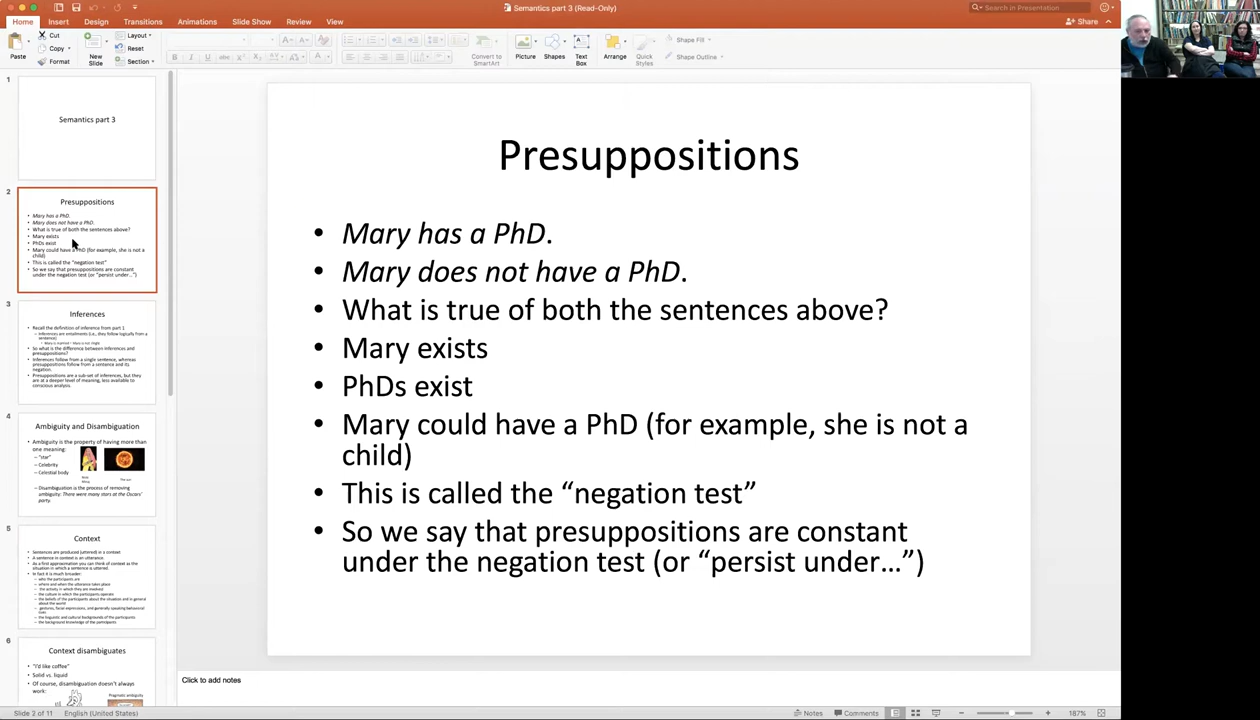 Semantics part 3 (Read-Only)
Search in Presentation
Home
Insert
Design
Transitions
Animations
Slide Show
Review
View
Share
Paste
Cut
Copy
Format
New
Slide
Layout
Reset
Section
Convert to
SmartArt
Picture
Shapes
Text
Box
Arrange
Quick
Styles
Shape Fill
Shape Outline
1
Semantics part 3
2
Presuppositions
• Mary has a PhD.
• Mary does not have a PhD.
• What is true of both the sentences above?
• Mary exists
• PhDs exist
• Mary could have a PhD (for example, she is not a
child)
• This is called the "negation test"
• So we say that presuppositions are constant
under the negation test (or "persist under…")
3
Inferences
• Recall the definition of inference from part 1
– Inferences are entailments (i.e., they follow logically from a
sentence)
• So what is the difference between inferences and
presuppositions?
• Inferences follow from a single sentence, whereas
presuppositions follow from a sentence and its
negation.
• Presuppositions are a sub-set of inferences, but they
are at a deeper level of meaning, less available to
conscious analysis.
4
Ambiguity and Disambiguation
• Ambiguity is the property of having more than
one meaning:
– "star"
– Celebrity
– Celestial body
The sun
– Disambiguation is the process of removing
ambiguity: There were many stars at the Oscars'
party.
5
Context
• Sentences are produced (uttered) in a context
• A sentence in context is an utterance.
• As a first approximation you can think of context as the
situation in which a sentence is uttered.
• In fact it is much broader:
– who the participants are
– where and when the utterance takes place
– the activity in which they are involved
– the culture in which the participants operate
– the beliefs of the participants about the situation and in general
about the world
– gestures, facial expressions, and generally speaking behavioral
cues
– the linguistic and cultural backgrounds of the participants
– the background knowledge of the participants
6
Context disambiguates
• "I'd like coffee"
• Solid vs. liquid
• Of course, disambiguation doesn't always
work:
Pragmatic ambiguity
Presuppositions
• Mary has a PhD.
• Mary does not have a PhD.
• What is true of both the sentences above?
• Mary exists
• PhDs exist
• Mary could have a PhD (for example, she is not a
child)
• This is called the “negation test”
• So we say that presuppositions are constant
under the negation test (or “persist under…”)
Click to add notes
Slide 2 of 11
English (United States)
Notes
Comments
187%